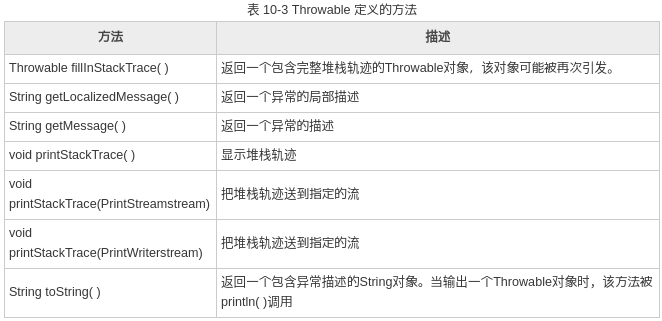 表 10-3 Throwable 定义的方法
方法 描述
Throwable fillInStackTrace( ) 返回一个包含完整堆栈轨迹的Throwable对象，该对象可能被再次引发。
String getLocalizedMessage( ) 返回一个异常的局部描述
String getMessage( ) 返回一个异常的描述
void printStackTrace( ) 显示堆栈轨迹
void
printStackTrace(PrintStreamstream) 把堆栈轨迹送到指定的流
void
printStackTrace(PrintWriterstream) 把堆栈轨迹送到指定的流
String toString( ) 返回一个包含异常描述的String对象。当输出一个Throwable对象时，该方法被
println( )调用